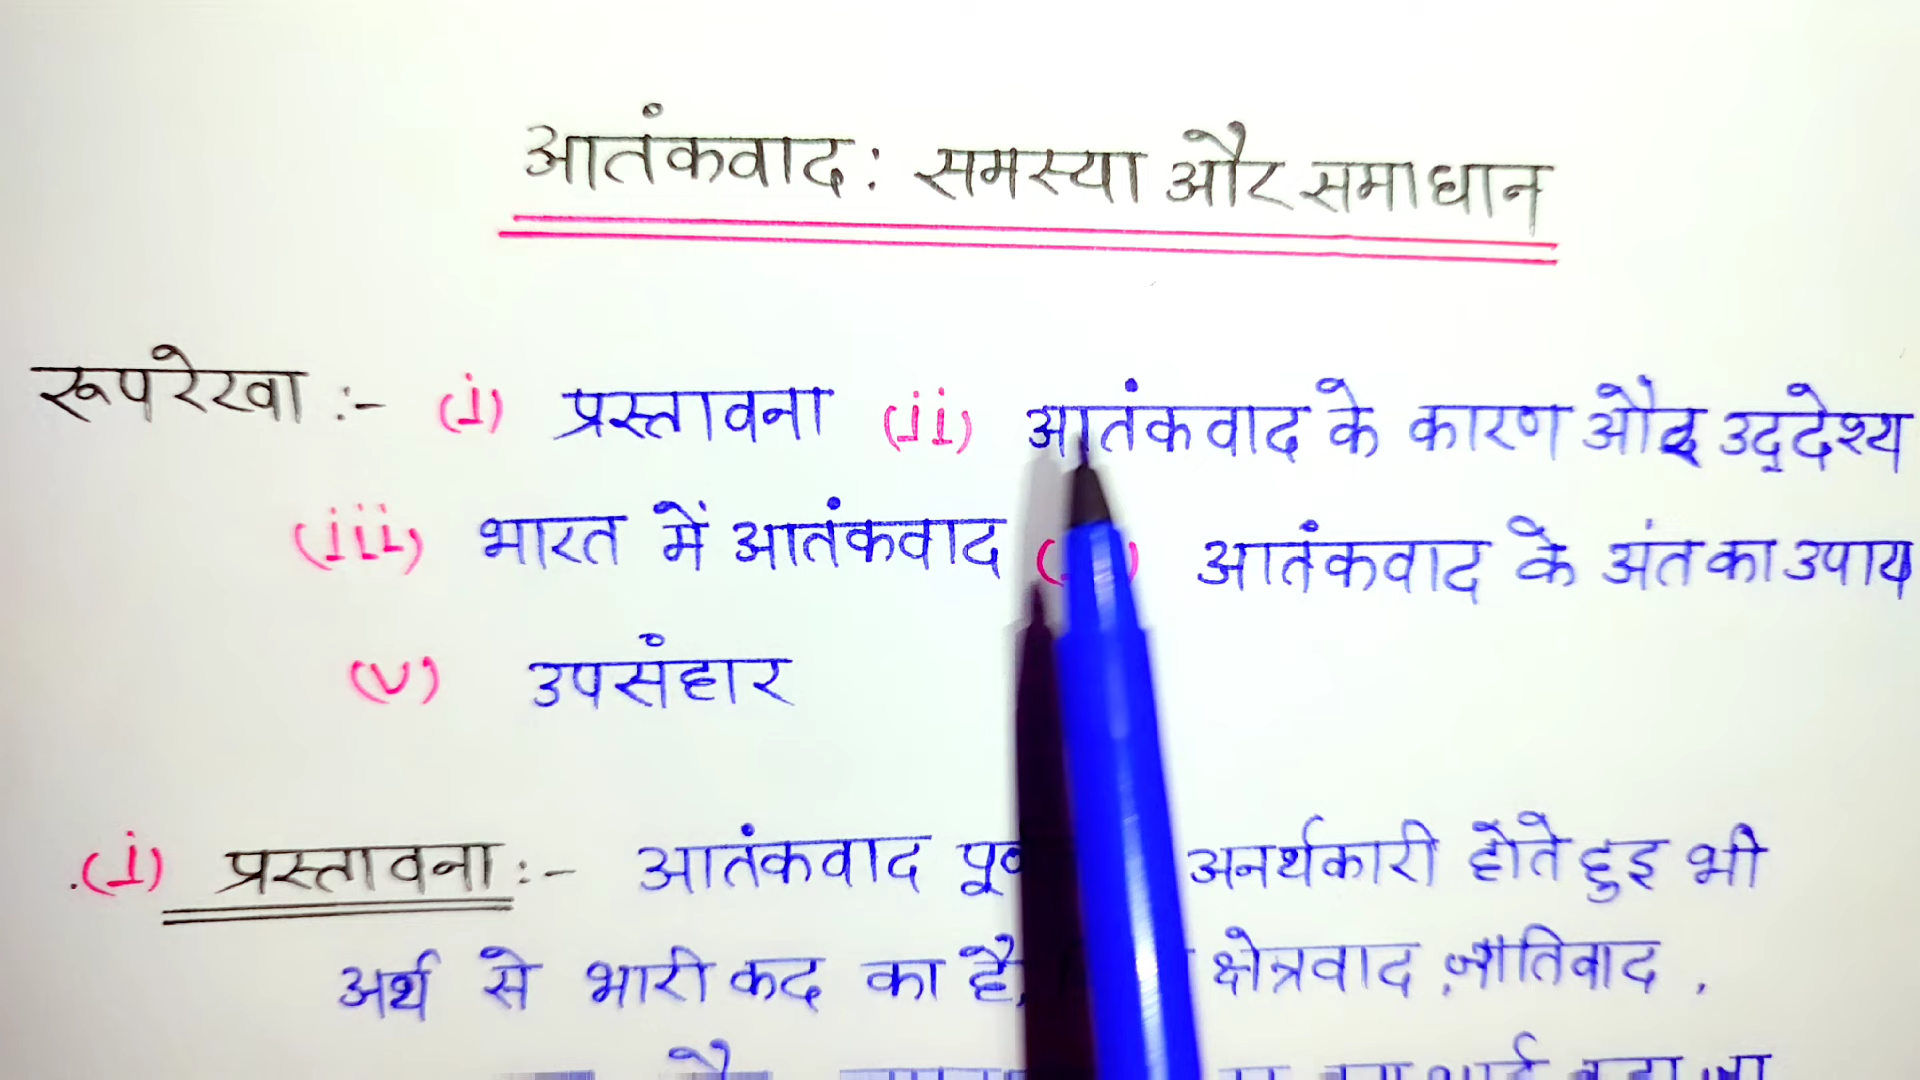 आतंकवाद: समस्या और समाधान
रूपरेखा :- (i) प्रस्तावना (ii) आतंकवाद के कारण और उद्देश्य
(iii) भारत में आतंकवाद ( ) आतंकवाद के अंत का उपाय
(v) उपसंहार
(i) प्रस्तावना :- आतंकवाद अनर्थकारी होते हुइ भी
अर्थ से भारी कद का है, क्षेत्रवाद, जातिवाद,